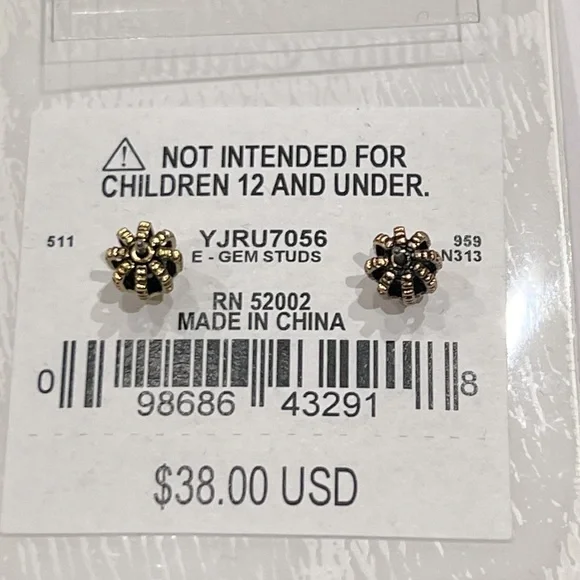 NOT INTENDED FOR
CHILDREN 12 AND UNDER.
511 YJRU7056 959
E - GEM STUDS N313
RN 52002
MADE IN CHINA
0 98686 43291 8
$38.00 USD